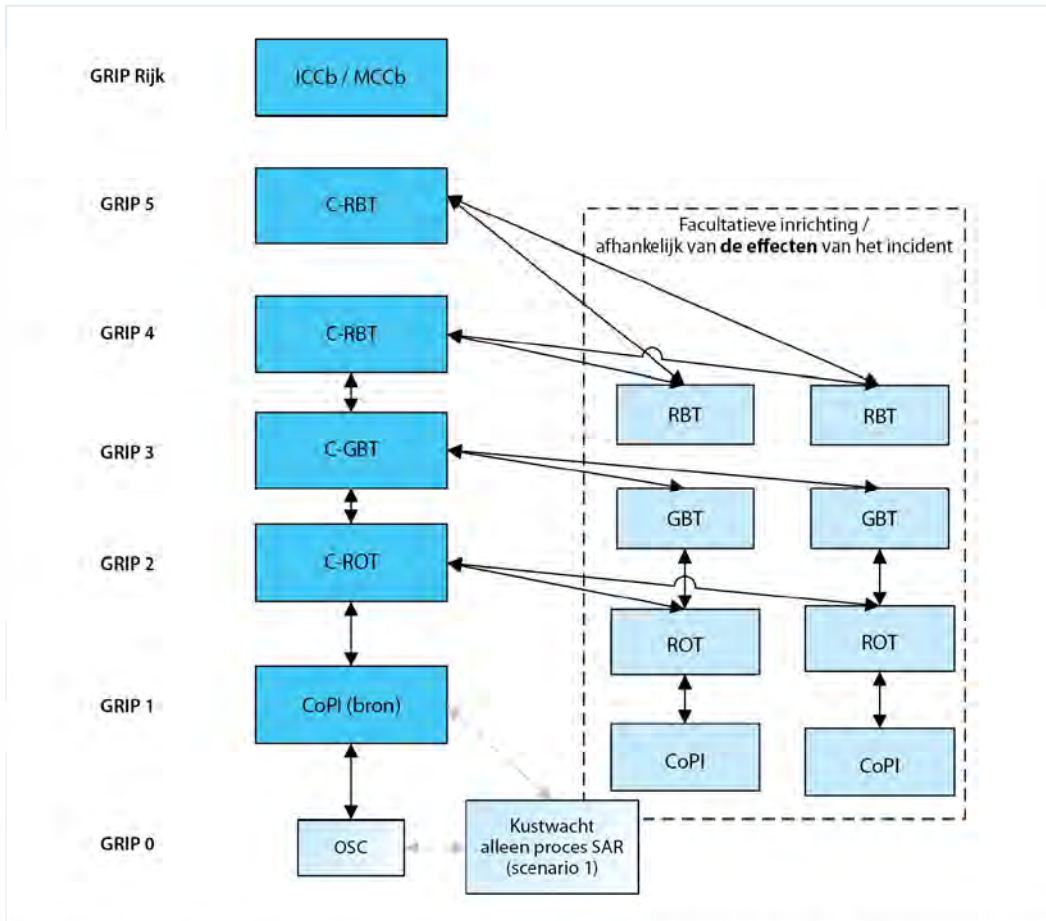 GRIP Rijk
ICCb / MCCb
GRIP 5
C-RBT
Facultatieve inrichting /
afhankelijk van de effecten van het incident
GRIP 4
C-RBT
RBT
RBT
GRIP 3
C-GBT
GBT
GBT
GRIP 2
C-ROT
ROT
ROT
GRIP 1
CoPI (bron)
CoPI
CoPI
GRIP 0
OSC
Kustwacht
alleen proces SAR
(scenario 1)